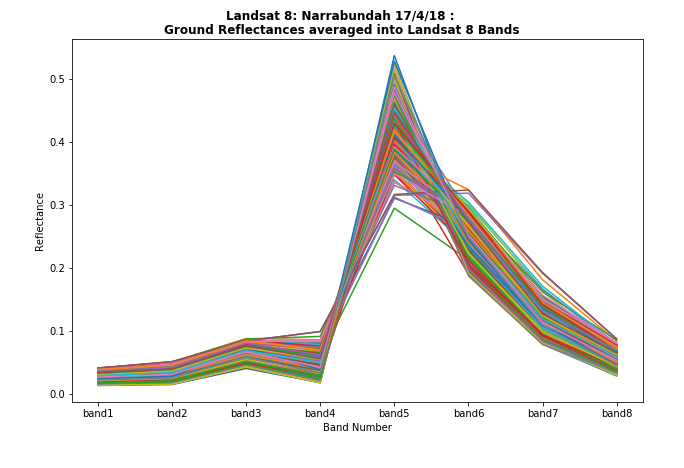 Landsat 8: Narrabundah 17/4/18 :
Ground Reflectances averaged into Landsat 8 Bands
Reflectance
0.5
0.4
0.3
0.2
0.1
0.0
band1 band2 band3 band4 band5 band6 band7 band8
Band Number